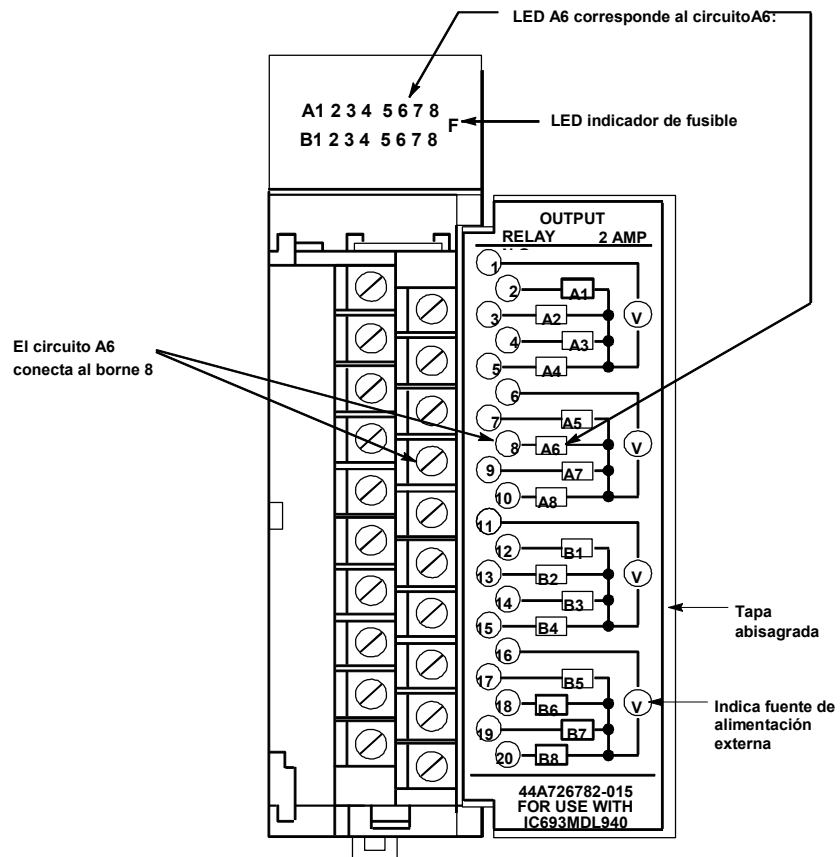 LED A6 corresponde al circuitoA6:
A1 2 3 4 5 6 7 8
F
B1 2 3 4 5 6 7 8
LED indicador de fusible
El circuito A6
conecta al borne 8
OUTPUT
RELAY 2 AMP
1
2 A1
3 A2
V
4 A3
5 A4
6
7 A5
8 A6
V
9 A7
10 A8
11
12 B1
13 B2
V
14 B3
15 B4
16
17 B5
18 B6
V
19 B7
20 B8
44A726782-015
FOR USE WITH
IC693MDL940
Tapa
abisagrada
Indica fuente de
alimentación
externa